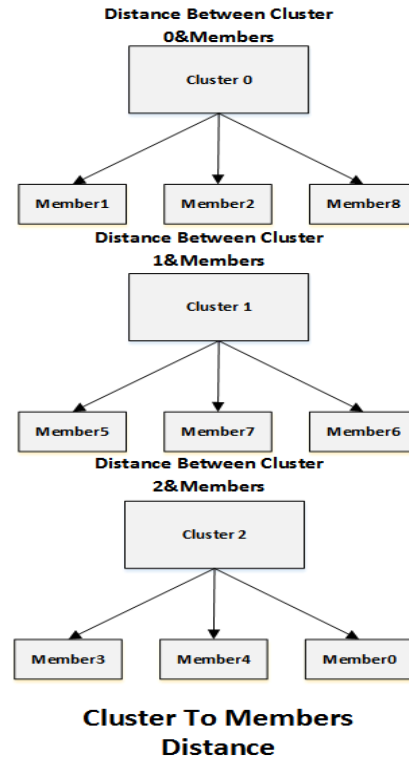 Distance Between Cluster
0&Members
Cluster 0
Member1 Member2 Member8
Distance Between Cluster
1&Members
Cluster 1
Member5 Member7 Member6
Distance Between Cluster
2&Members
Cluster 2
Member3 Member4 Member0
Cluster To Members
Distance